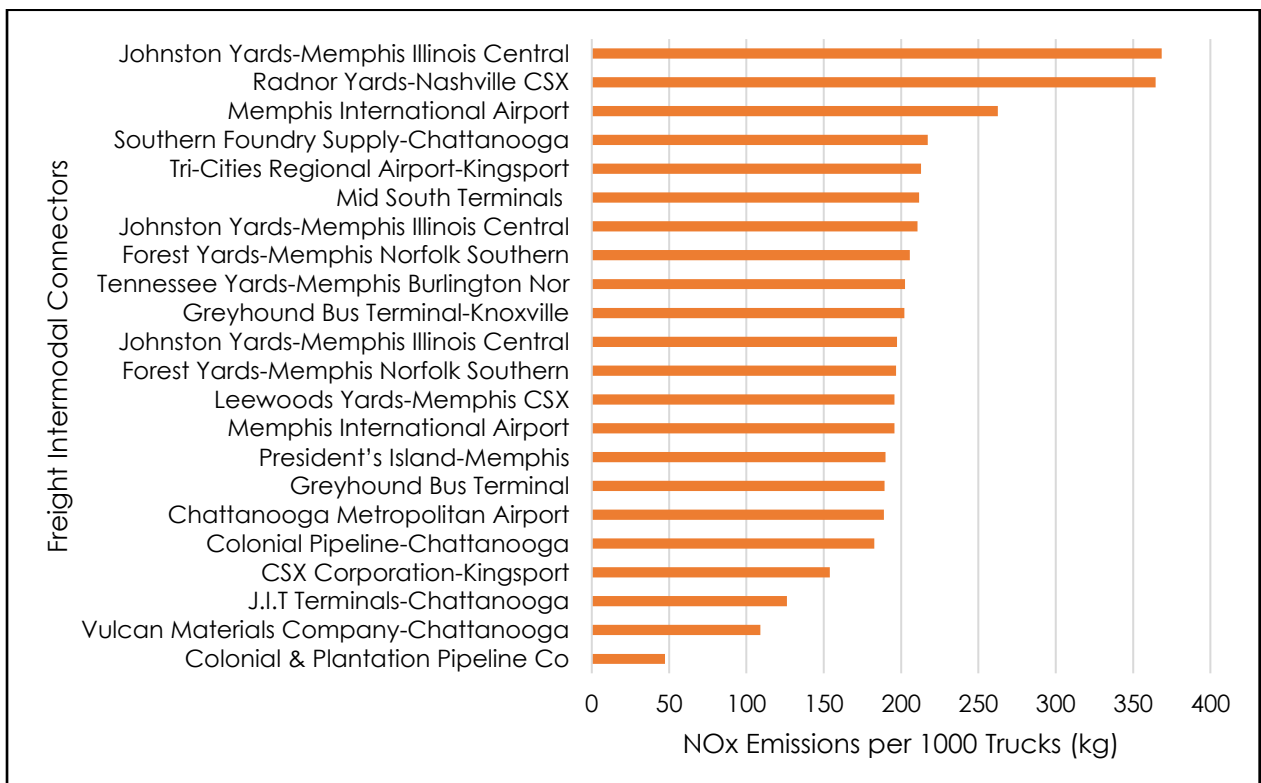 Freight Intermodal Connectors
Johnston Yards-Memphis Illinois Central
Radnor Yards-Nashville CSX
Memphis International Airport
Southern Foundry Supply-Chattanooga
Tri-Cities Regional Airport-Kingsport
Mid South Terminals
Johnston Yards-Memphis Illinois Central
Forest Yards-Memphis Norfolk Southern
Tennessee Yards-Memphis Burlington Nor
Greyhound Bus Terminal-Knoxville
Johnston Yards-Memphis Illinois Central
Forest Yards-Memphis Norfolk Southern
Leewoods Yards-Memphis CSX
Memphis International Airport
President’s Island-Memphis
Greyhound Bus Terminal
Chattanooga Metropolitan Airport
Colonial Pipeline-Chattanooga
CSX Corporation-Kingsport
J.I.T Terminals-Chattanooga
Vulcan Materials Company-Chattanooga
Colonial & Plantation Pipeline Co
0 50 100 150 200 250 300 350 400
NOx Emissions per 1000 Trucks (kg)